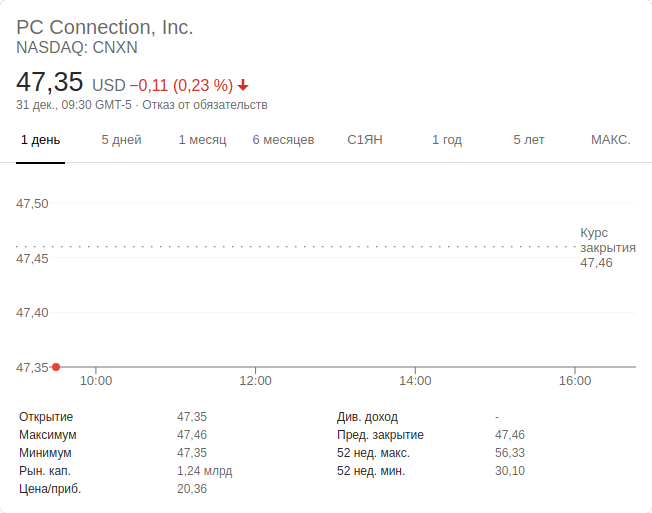 PC Connection, Inc.
NASDAQ: CNXN
47,35 USD −0,11 (0,23 %)
31 дек., 09:30 GMT-5 · Отказ от обязательств
1 день 5 дней 1 месяц 6 месяцев С1ЯН 1 год 5 лет МАКС.
47,50
Курс
закрытия
47,46
47,45
47,40
47,35
10:00 12:00 14:00 16:00
Открытие 47,35 Див. доход -
Максимум 47,46 Пред. закрытие 47,46
Минимум 47,35 52 нед. макс. 56,33
Рын. кап. 1,24 млрд 52 нед. мин. 30,10
Цена/приб. 20,36